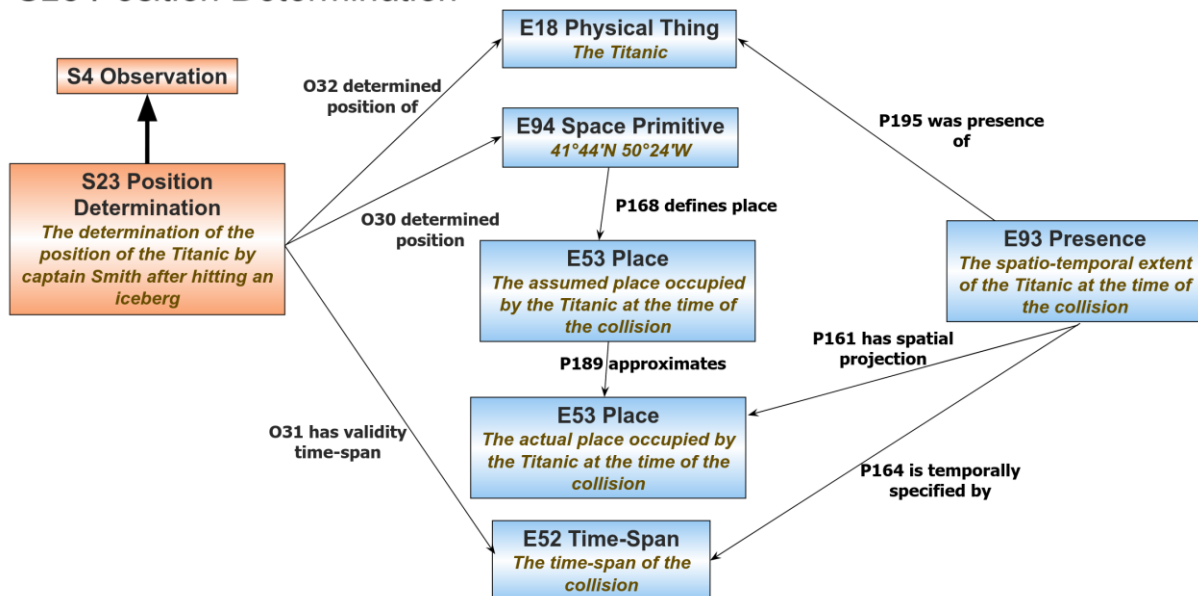 S23 Position Determination
E18 Physical Thing
The Titanic
S4 Observation
O32 determined
position of
P195 was presence
of
E94 Space Primitive
41°44'N 50°24'W
S23 Position
Determination
The determination of the
position of the Titanic by
captain Smith after hitting an
iceberg
P168 defines place
O30 determined
position
E93 Presence
The spatio-temporal extent
of the Titanic at the time of
the collision
E53 Place
The assumed place occupied
by the Titanic at the time of
the collision
P161 has spatial
projection
P189 approximates
E53 Place
The actual place occupied by
the Titanic at the time of the
collision
O31 has validity
time-span
P164 is temporally
specified by
E52 Time-Span
The time-span of the
collision